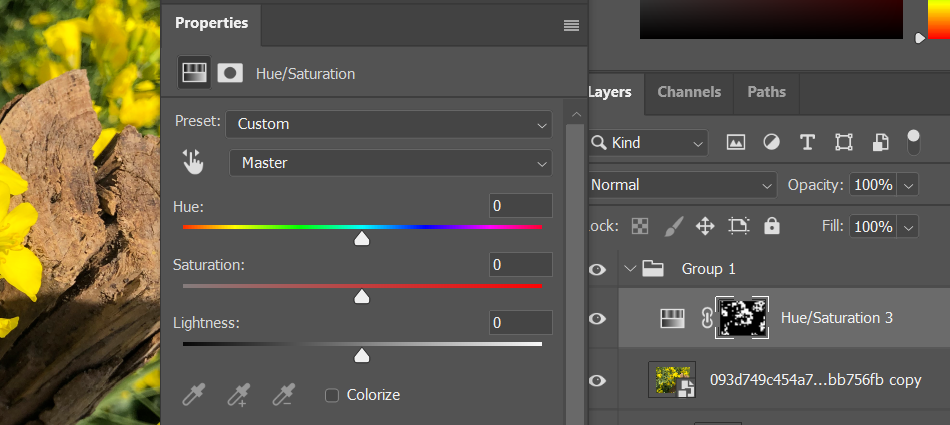 Properties
Hue/Saturation
Preset: Custom
Master
Hue: 0
Saturation: 0
Lightness: 0
Colorize
Layers Channels Paths
Kind
Normal Opacity: 100%
Lock: Fill: 100%
Group 1
Hue/Saturation 3
093d749c454a7...bb756fb copy